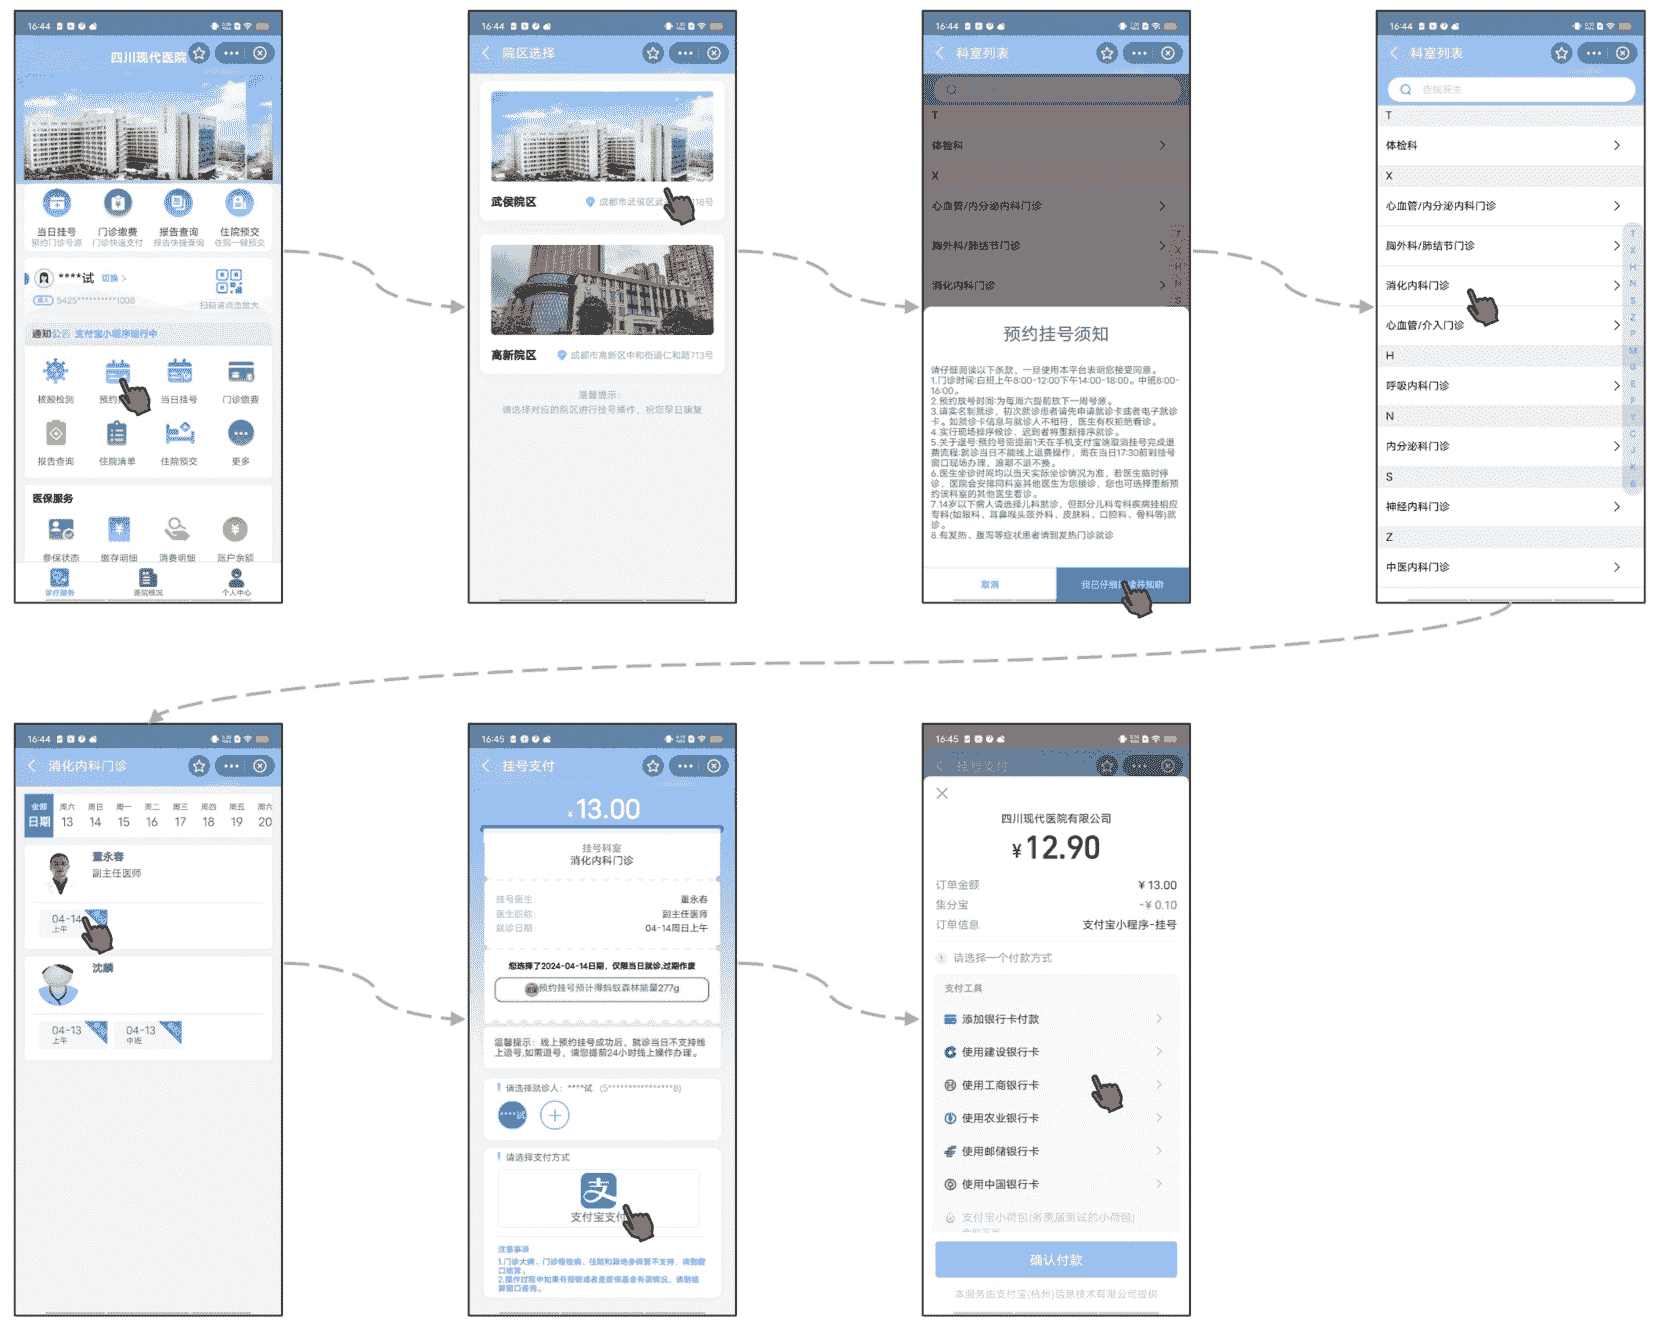 16:44
四川现代医院
当日挂号 门诊缴费 报告查询 住院预交
预约门诊号源 门诊快速支付 报告快捷查询 住院一键预交
****试 切换 >
成人 5425**********1008
扫码请点击放大
通知公告 支付宝小程序运行中
核酸检测 预约 当日挂号 门诊缴费
报告查询 住院清单 住院预交 更多
医保服务
参保状态 缴存明细 消费明细 账户余额
诊疗服务 医院概况 个人中心
16:44
院区选择
武侯院区 成都市武侯区武 18号
高新院区 成都市高新区中和街道仁和路713号
温馨提示:
请选择对应的院区进行挂号操作，祝您早日康复
16:44
科室列表
T
体检科
X
心血管/内分泌内科门诊
胸外科/肺结节门诊
消化内科门诊
预约挂号须知
请仔细阅读以下条款，一旦使用本平台表明您接受同意。
1.门诊时间:白班上午8:00-12:00下午14:00-18:00。中班8:00-
16:00。
2.预约放号时间:为每周六提前放下一周号源。
3.请实名制就诊，初次就诊患者请先申请就诊卡或者电子就诊
卡。如就诊卡信息与就诊人不相符，医生有权拒绝看诊。
4.实行现场排序候诊，迟到者将重新排序就诊。
5.关于退号:预约号需提前1天在手机支付宝端取消挂号完成退
费流程:就诊当日不能线上退费操作，需在当日17:30前到挂号
窗口现场办理，逾期不退不换。
6.医生坐诊时间均以当天实际坐诊情况为准，若医生临时停
诊，医院会安排同科室其他医生为您接诊，您也可选择重新预
约该科室的其他医生看诊。
7.14岁以下病人请选择儿科就诊，但部分儿科专科疾病挂相应
专科(如眼科、耳鼻喉头颈外科、皮肤科、口腔科、骨科等)就
诊。
8.有发热、腹泻等症状患者请到发热门诊就诊
取消 我已仔细 读并知晓
16:44
科室列表
查找医生
T
体检科
X
心血管/内分泌内科门诊
胸外科/肺结节门诊
消化内科门诊
心血管/介入门诊
H
呼吸内科门诊
N
内分泌科门诊
S
神经内科门诊
Z
中医内科门诊
T
X
H
N
S
Z
P
M
G
E
F
Y
C
J
K
B
16:44
消化内科门诊
全部 周六 周日 周一 周二 周三 周四 周五 周六
日期 13 14 15 16 17 18 19 20
董永春
副主任医师
04-14
上午
沈麟
04-13 04-13
上午 中班
16:45
挂号支付
¥13.00
挂号科室
消化内科门诊
挂号医生: 董永春
医生职称: 副主任医师
就诊日期: 04-14周日上午
您选择了2024-04-14日期，仅限当日就诊,过期作废
预约挂号预计得蚂蚁森林能量277g
温馨提示：线上预约挂号成功后，就诊当日不支持线
上退号,如需退号，请您提前24小时线上操作办理。
请选择就诊人：****试 (5****************8)
****试
请选择支付方式
支付宝支付
注意事项
1.门诊大病、门诊慢性病、住院和异地参保暂不支持，请到窗
口结算。
2.操作过程中如果有报错或者是医保基金有误情况，请到结
算窗口咨询。
16:45
挂号支付
四川现代医院有限公司
¥12.90
订单金额 ¥ 13.00
集分宝 -¥ 0.10
订单信息 支付宝小程序-挂号
请选择一个付款方式
支付工具
添加银行卡付款
使用建设银行卡
使用工商银行卡
使用农业银行卡
使用邮储银行卡
使用中国银行卡
支付宝小荷包(务激届测试的小荷包)
确认付款
本服务由支付宝(杭州)信息技术有限公司提供